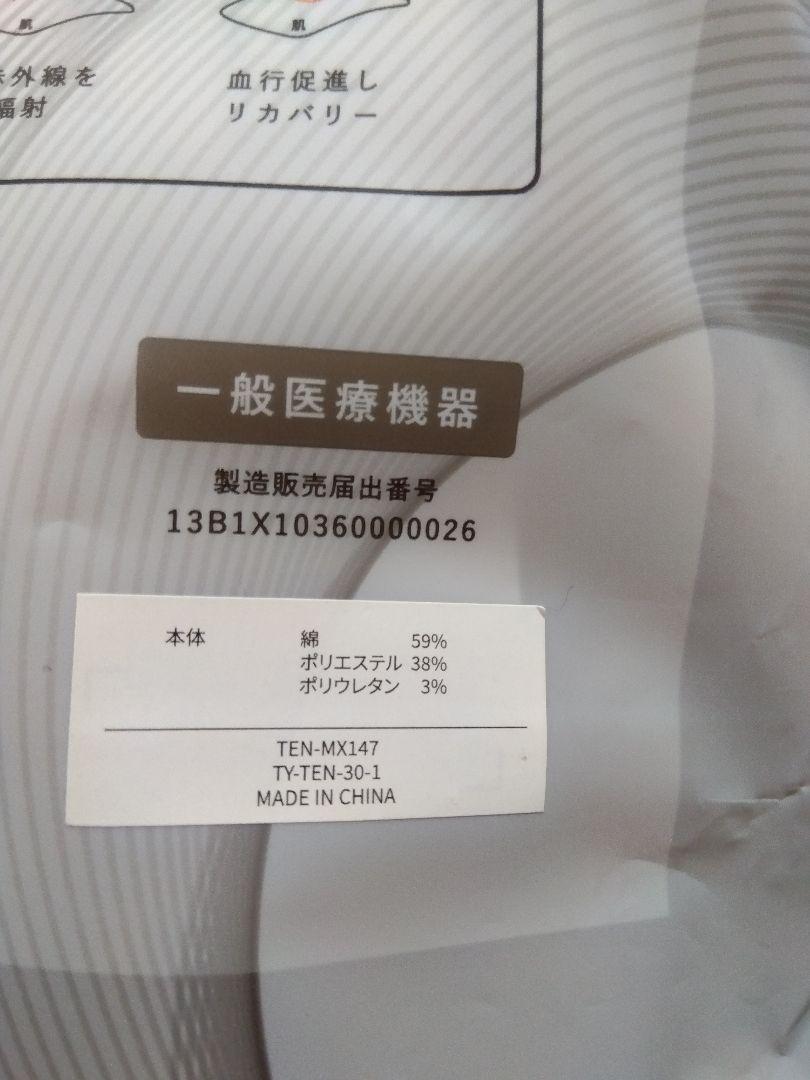 肌
肌
外線を
輻射
血行促進し
リカバリー
一般医療機器
製造販売届出番号
13B1X10360000026
本体 綿 59%
ポリエステル 38%
ポリウレタン 3%
TEN-MX147
TY-TEN-30-1
MADE IN CHINA